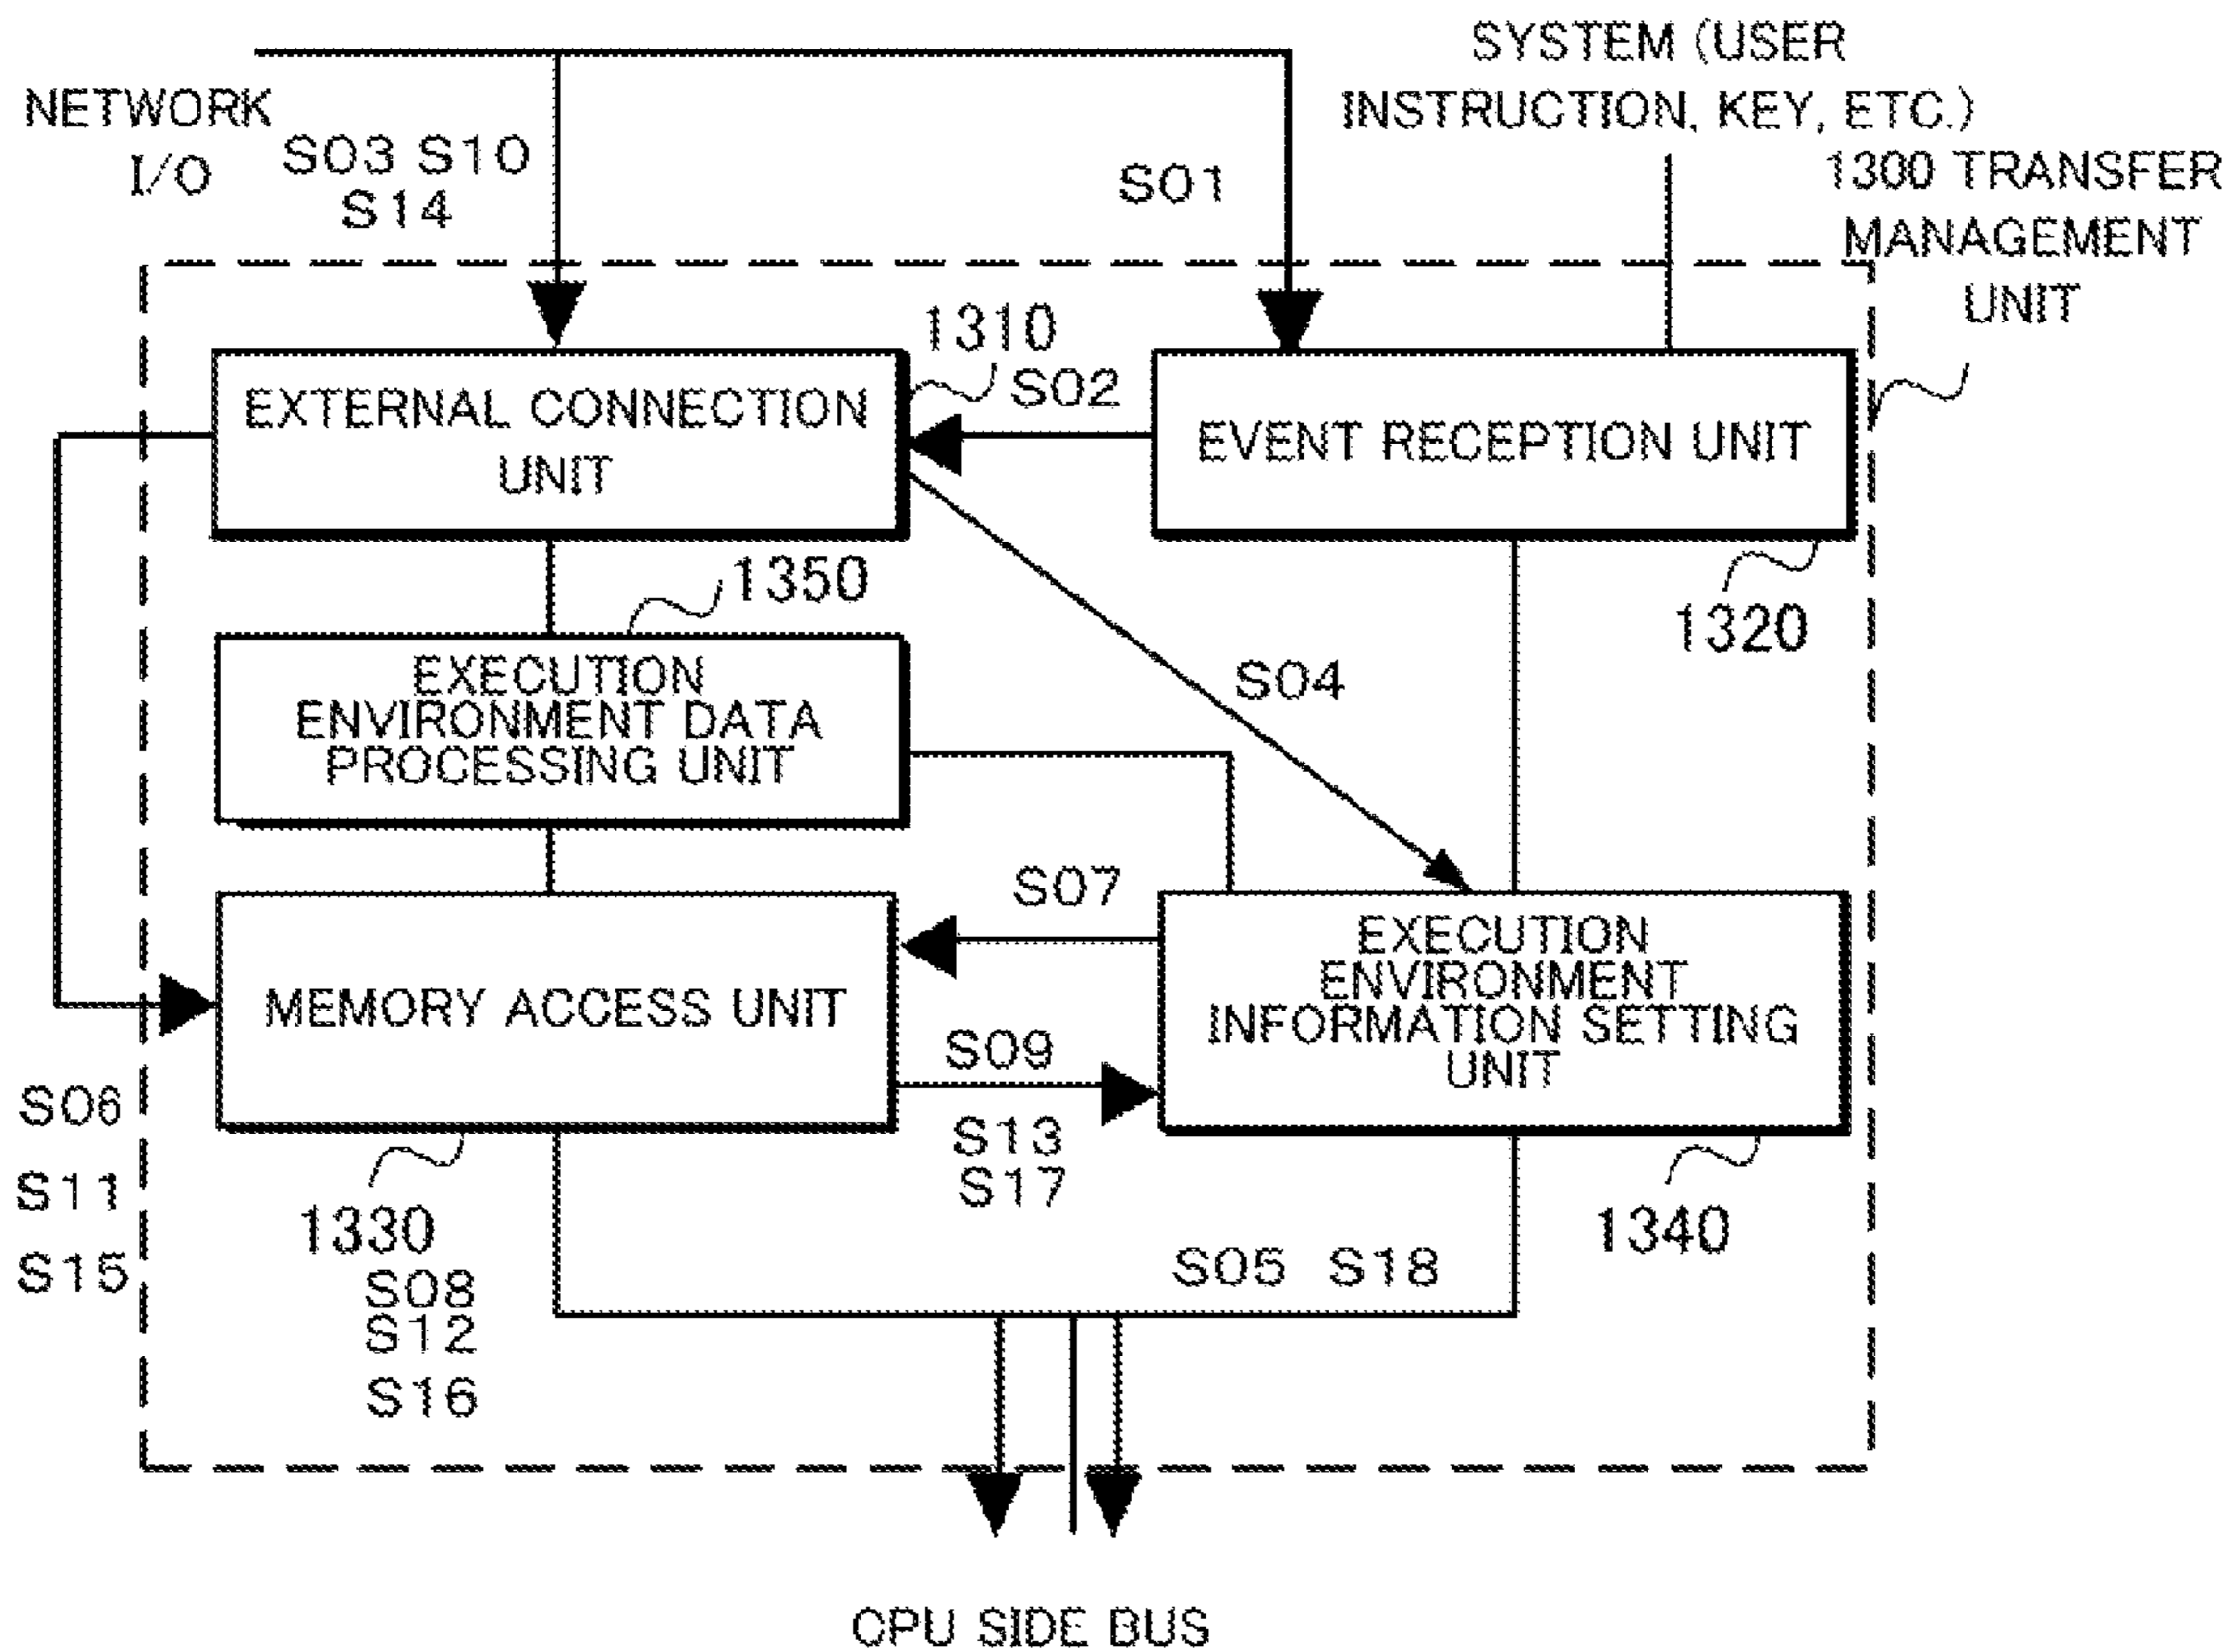 SYSTEM (USER
INSTRUCTION, KEY, ETC.)
NETWORK
I/O
S03 S10
S14
S01
1300 TRANSFER
MANAGEMENT
UNIT
1310
S02
EXTERNAL CONNECTION
UNIT
EVENT RECEPTION UNIT
1350
1320
EXECUTION
ENVIRONMENT DATA
PROCESSING UNIT
S04
S07
MEMORY ACCESS UNIT
EXECUTION
ENVIRONMENT
INFORMATION SETTING
UNIT
S09
S13
S17
S06
S11
S15
1330
S08
S12
S16
1340
S05 S18
CPU SIDE BUS